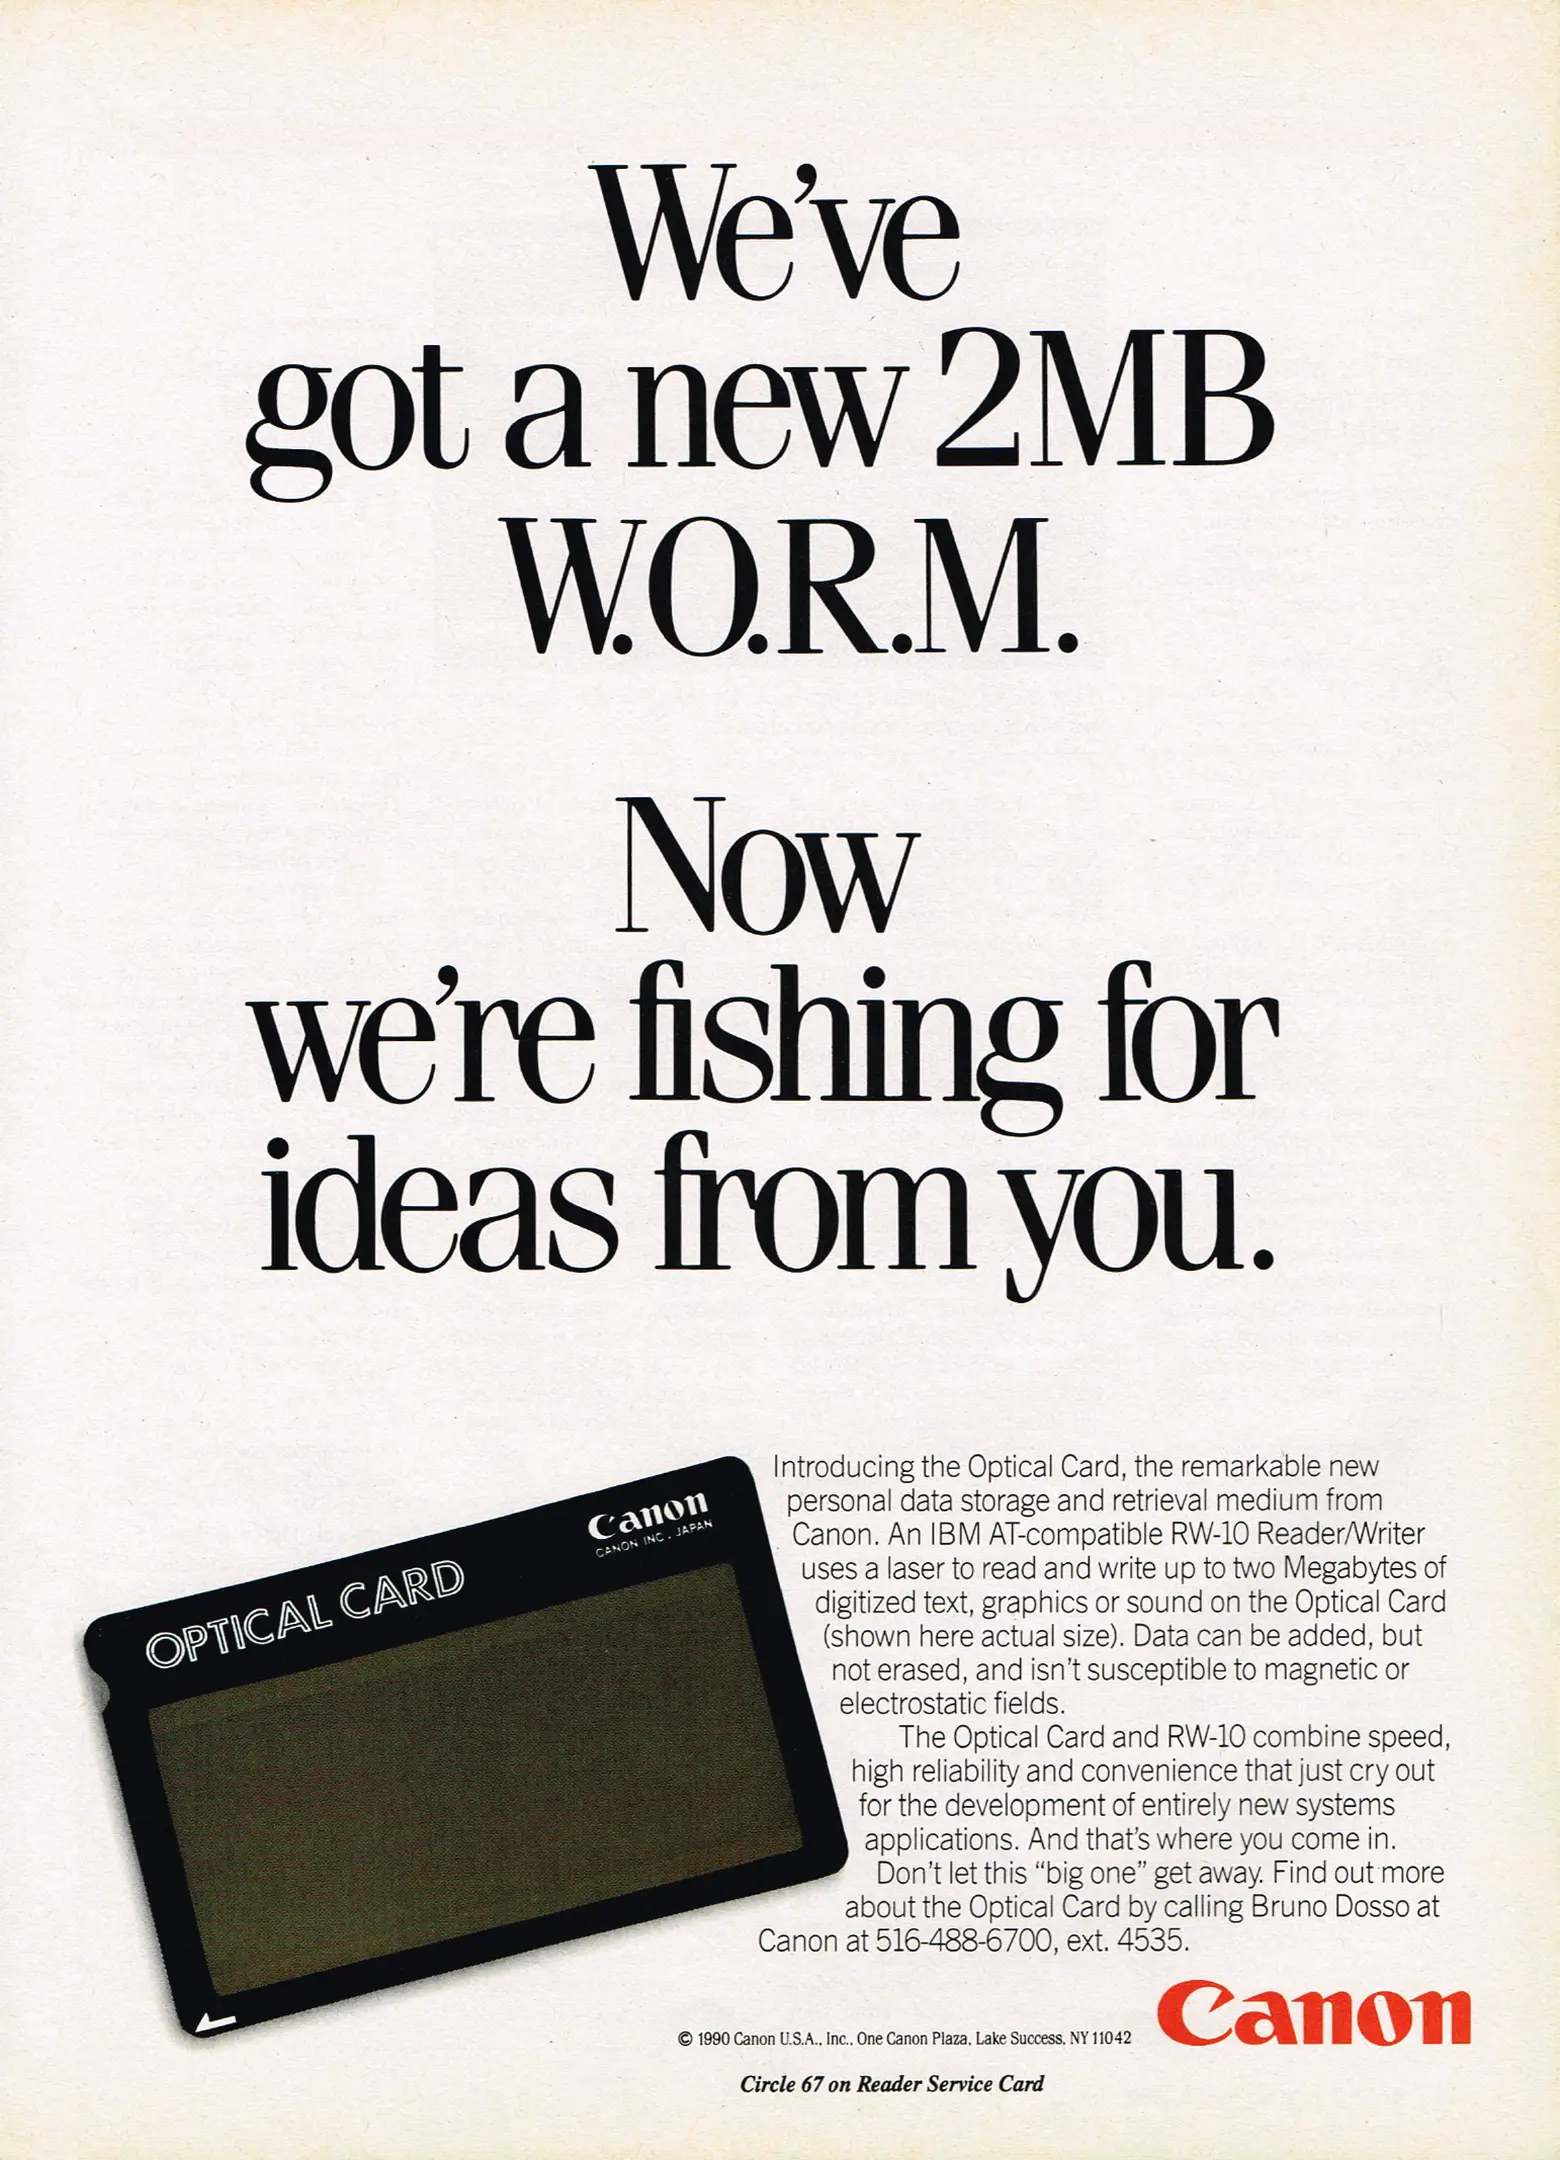 We've
got a new 2MB
W.O.R.M.
Now
we're fishing for
ideas from you.
Canon
CANON INC. JAPAN
OPTICAL CARD
Introducing the Optical Card, the remarkable new
personal data storage and retrieval medium from
Canon. An IBM AT-compatible RW-10 Reader/Writer
uses a laser to read and write up to two Megabytes of
digitized text, graphics or sound on the Optical Card
(shown here actual size). Data can be added, but
not erased, and isn't susceptible to magnetic or
electrostatic fields.
The Optical Card and RW-10 combine speed,
high reliability and convenience that just cry out
for the development of entirely new systems
applications. And that's where you come in.
Don't let this "big one" get away. Find out more
about the Optical Card by calling Bruno Dosso at
Canon at 516-488-6700, ext. 4535.
Canon
© 1990 Canon U.S.A., Inc., One Canon Plaza, Lake Success, NY 11042
Circle 67 on Reader Service Card